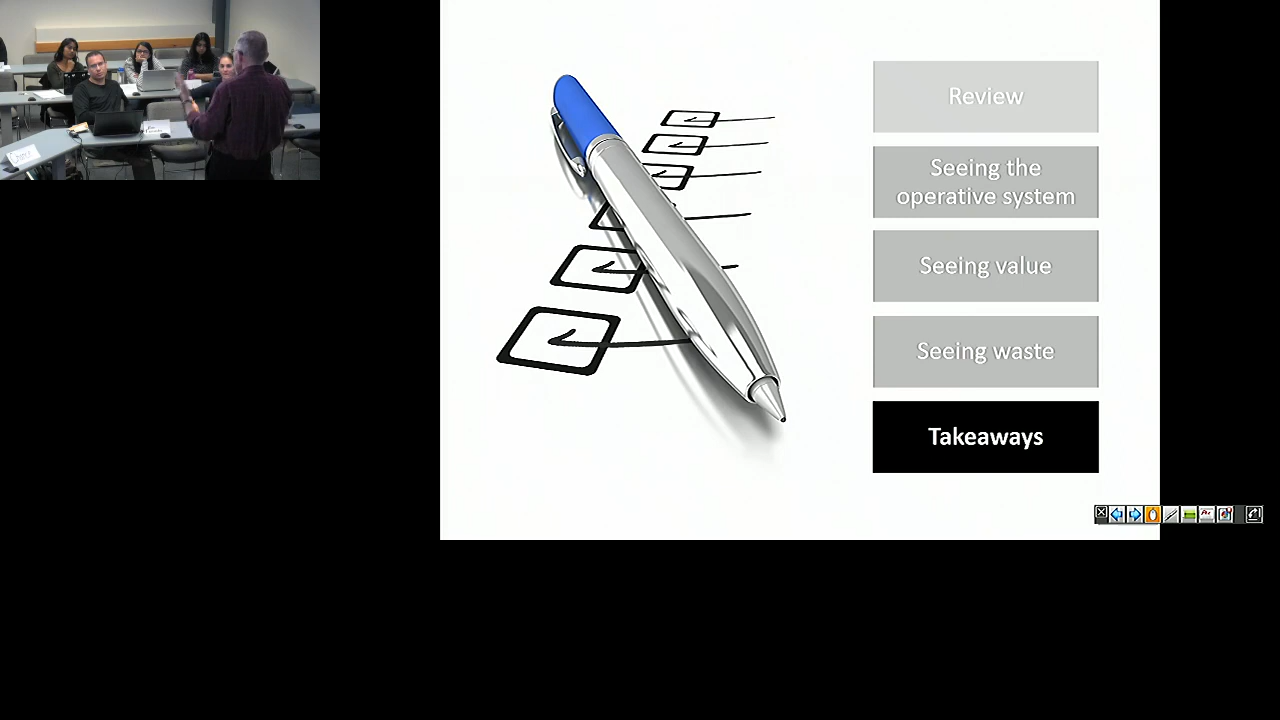 Review
Seeing the
operative system
Seeing value
Seeing waste
Takeaways